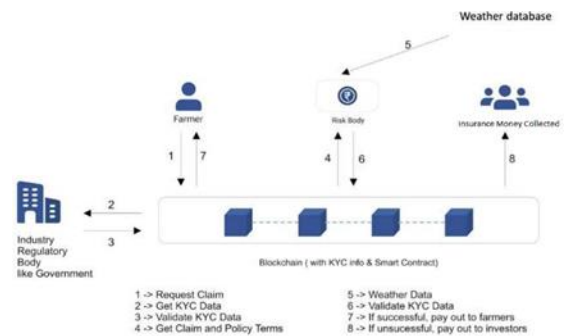 Weather database
5
Farmer
Risk Body
Insurance Money Collected
1
7
4
6
8
2
3
Industry
Regulatory
Body
like Government
Blockchain ( with KYC info & Smart Contract)
1 -> Request Claim
2 -> Get KYC Data
3 -> Validate KYC Data
4 -> Get Claim and Policy Terms
5 -> Weather Data
6 -> Validate KYC Data
7 -> If successful, pay out to farmers
8 -> If unsuccessful, pay out to investors